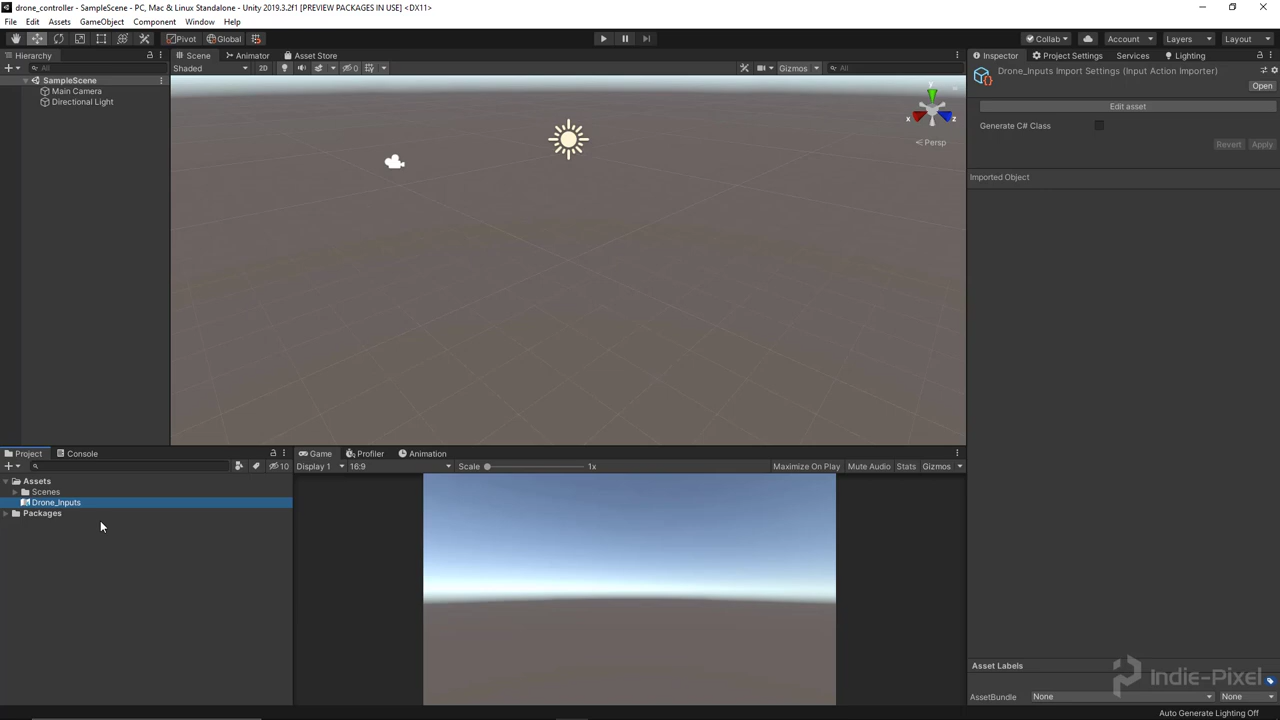 drone_controller - SampleScene - PC, Mac & Linux Standalone - Unity 2019.3.2f1 [PREVIEW PACKAGES IN USE] <DX11>
File Edit Assets GameObject Component Window Help
Pivot Global Collab Account Layers Layout
Hierarchy Scene Animator Asset Store Inspector Project Settings Services Lighting
All Shaded 2D 0 Gizmos All
SampleScene
Main Camera
Directional Light
y
x z
Persp
Drone_Inputs Import Settings (Input Action Importer)
Open
Edit asset
Generate C# Class
Revert Apply
Imported Object
Project Console Game Profiler Animation
10 Display 1 16:9 Scale 1x Maximize On Play Mute Audio Stats Gizmos
Assets
Scenes
Drone_Inputs
Packages
Asset Labels
Indie-Pixel
AssetBundle None None
Auto Generate Lighting Off